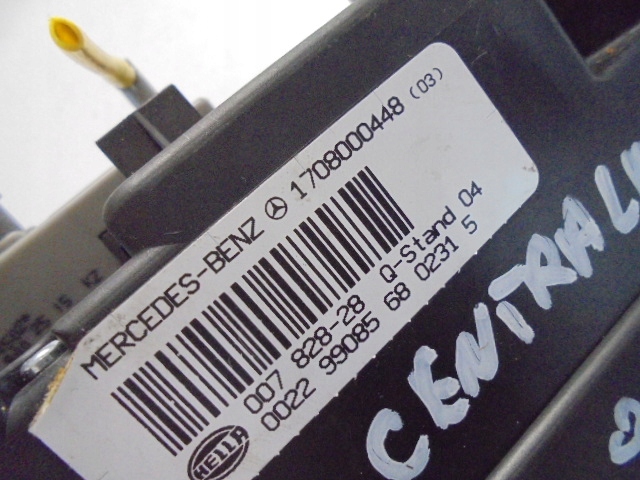 MERCEDES-BENZ 1708000448 (03)
007 828-28 Q-Stand 04
0022 99085 68 0231 5
HELLA
CENTRAL